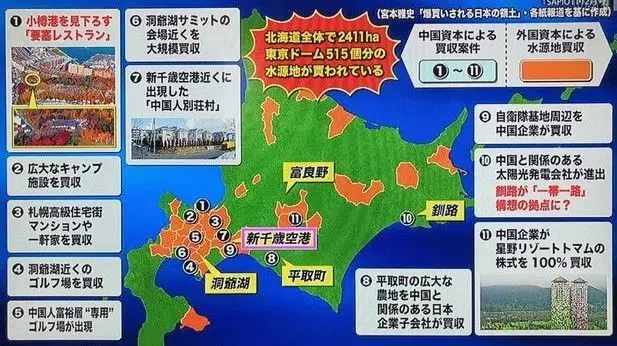 (宮本雅史「爆買いされる日本の領土」・各紙報道を基に作成)
① 小樽港を見下ろす
「要塞レストラン」
② 広大なキャンプ
施設を買収
③ 札幌高級住宅街
マンションや
一軒家を買収
④ 洞爺湖近くの
ゴルフ場を買収
⑤ 中国人富裕層“専用”
ゴルフ場が出現
⑥ 洞爺湖サミットの
会場近くを
大規模買収
⑦ 新千歳空港近くに
出現した
「中国人別荘村」
北海道全体で2411ha
東京ドーム515個分の
水源地が買われている
中国資本による
買収案件
①~⑪
外国資本による
水源地買収
富良野
釧路
新千歳空港
平取町
洞爺湖
①
②
③
⑤
⑦
⑥
⑨
④
⑧
⑪
⑩
⑧ 平取町の広大な
農地を中国と
関係のある日本
企業子会社が買収
⑨ 自衛隊基地周辺を
中国企業が買収
⑩ 中国と関係のある
太陽光発電会社が進出
釧路が「一帯一路」
構想の拠点に?
⑪ 中国企業が
星野リゾートトマムの
株式を100%買収